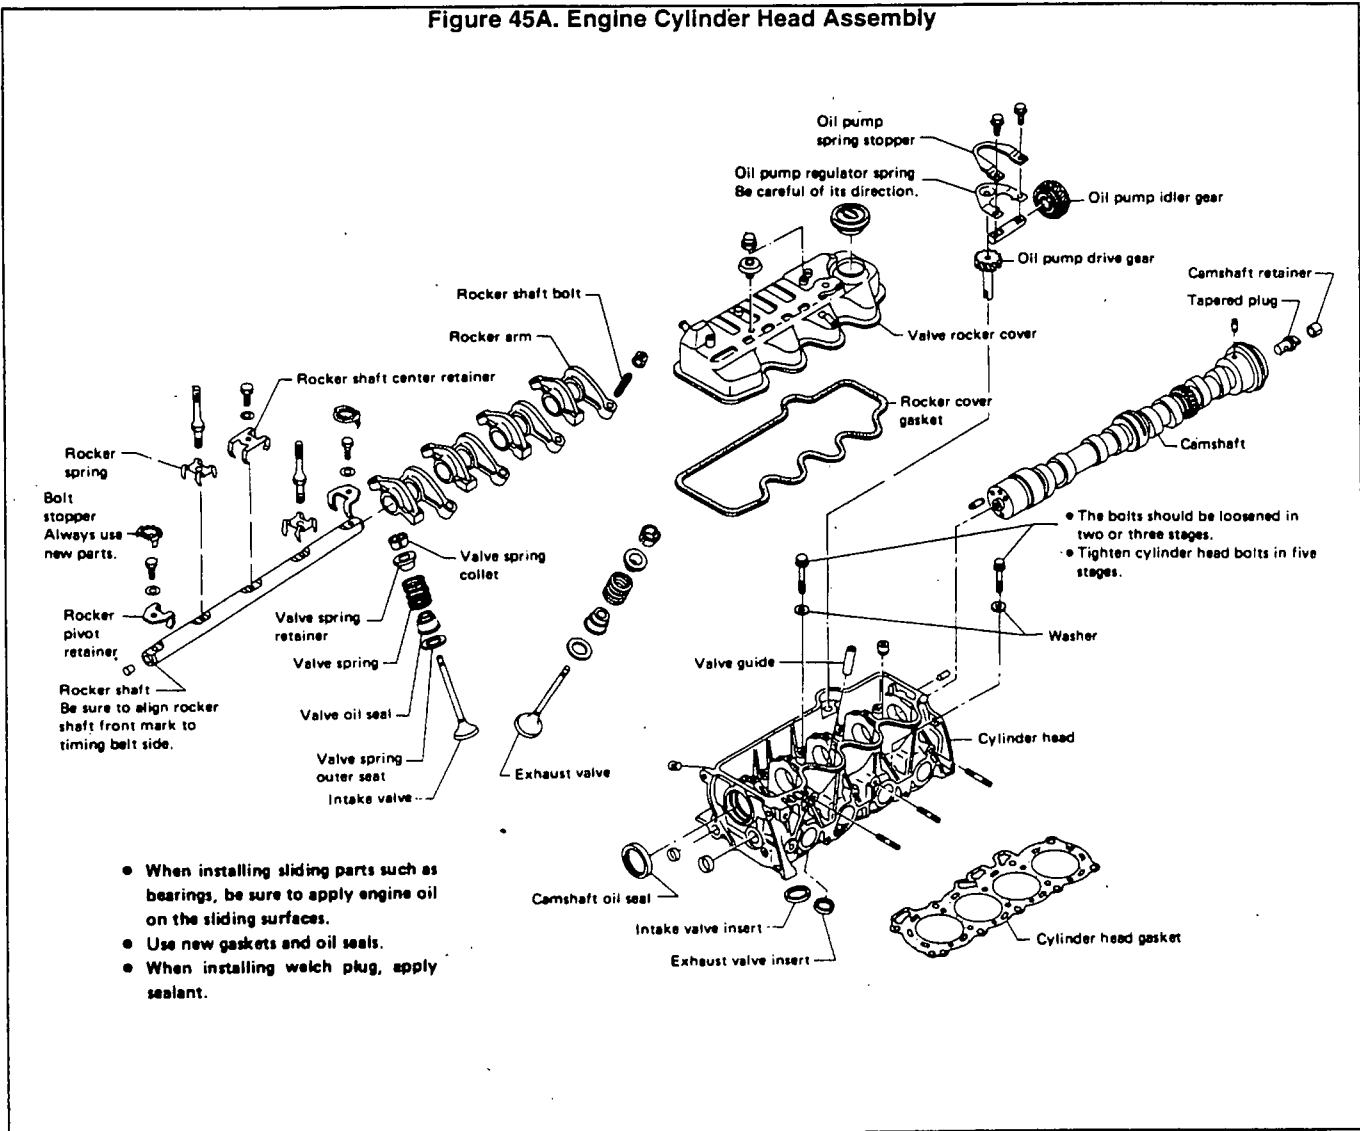 Figure 45A. Engine Cylinder Head Assembly
Oil pump
spring stopper
Oil pump regulator spring
Be careful of its direction.
Oil pump idler gear
Oil pump drive gear
Camshaft retainer
Tapered plug
Rocker shaft bolt
Valve rocker cover
Rocker arm
Rocker shaft center retainer
Rocker cover
gasket
Camshaft
Rocker
spring
Bolt
stopper
Always use
new parts.
• The bolts should be loosened in
two or three stages.
• Tighten cylinder head bolts in five
stages.
Valve spring
collet
Rocker
pivot
retainer
Valve spring
retainer
Washer
Valve spring
Valve guide
Rocker shaft
Be sure to align rocker
shaft front mark to
timing belt side.
Valve oil seal
Cylinder head
Valve spring
outer seat
Exhaust valve
Intake valve
• When installing sliding parts such as
bearings, be sure to apply engine oil
on the sliding surfaces.
• Use new gaskets and oil seals.
• When installing welch plug, apply
sealant.
Camshaft oil seal
Intake valve insert
Exhaust valve insert
Cylinder head gasket